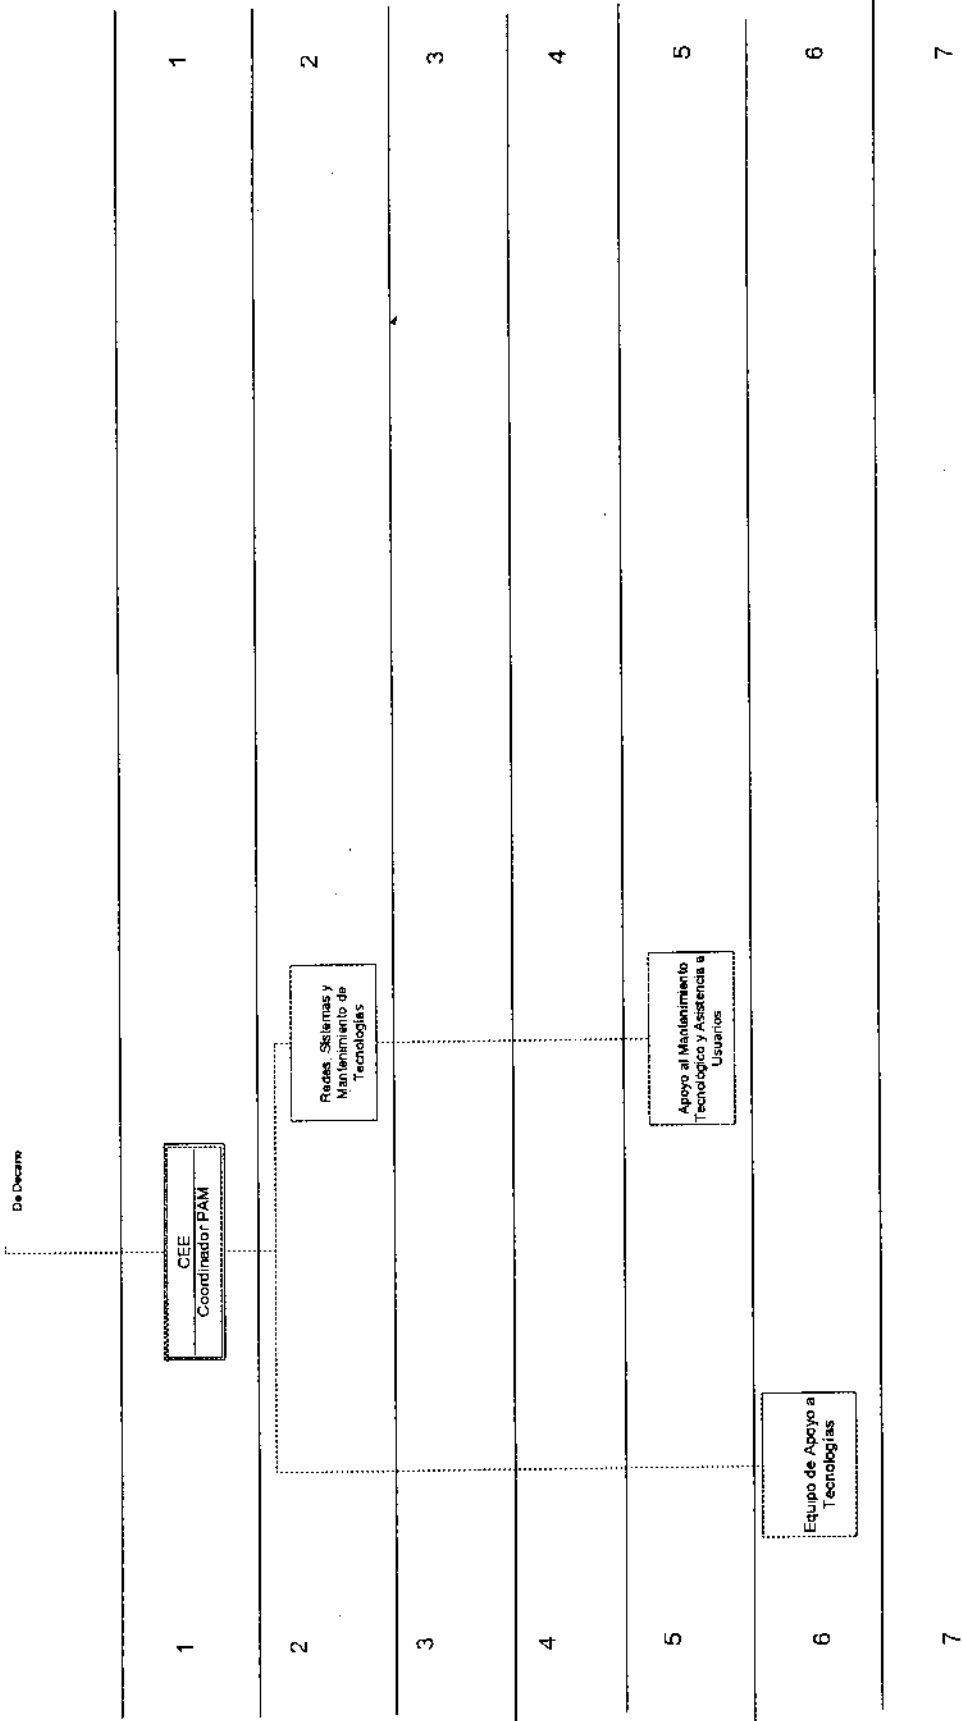 De Decano
1
1
CEE
Coordinador PAM
2
2
Redes, Sistemas y
Mantenimiento de
Tecnologías
3
3
4
4
5
5
Apoyo al Mantenimiento
Tecnológico y Asistencia a
Usuarios
6
6
Equipo de Apoyo a
Tecnologías
7
7